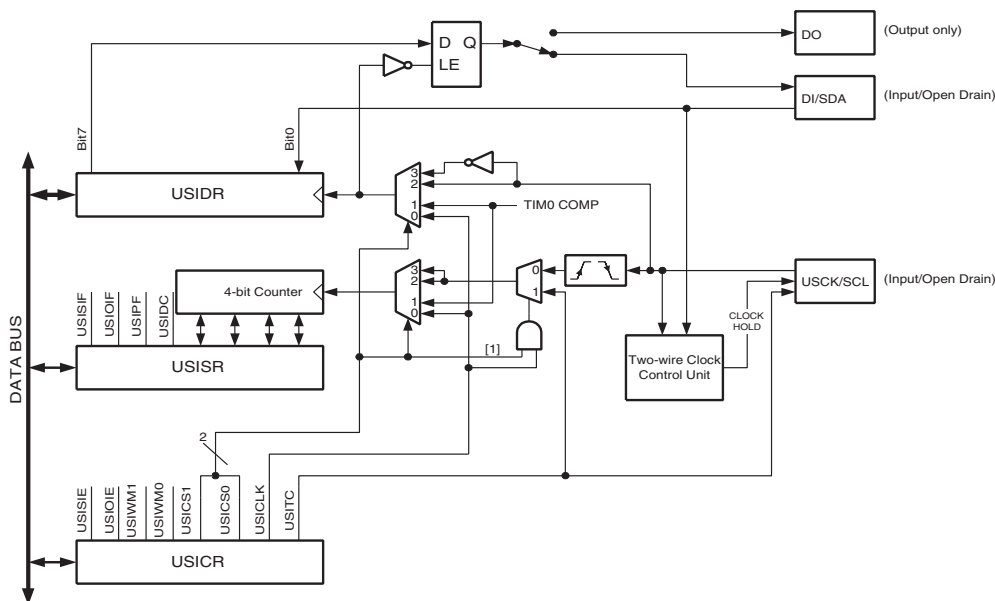 D Q
LE
DO
(Output only)
DI/SDA
(Input/Open Drain)
Bit7
Bit0
DATA BUS
USIDR
3
2
1
0
TIM0 COMP
4-bit Counter
3
2
1
0
0
1
USCK/SCL
(Input/Open Drain)
CLOCK
HOLD
USISIF
USIOIF
USIPF
USIDC
[1]
Two-wire Clock
Control Unit
USISR
2
USISIE
USIOIE
USIWM1
USIWM0
USICS1
USICS0
USICLK
USITC
USICR